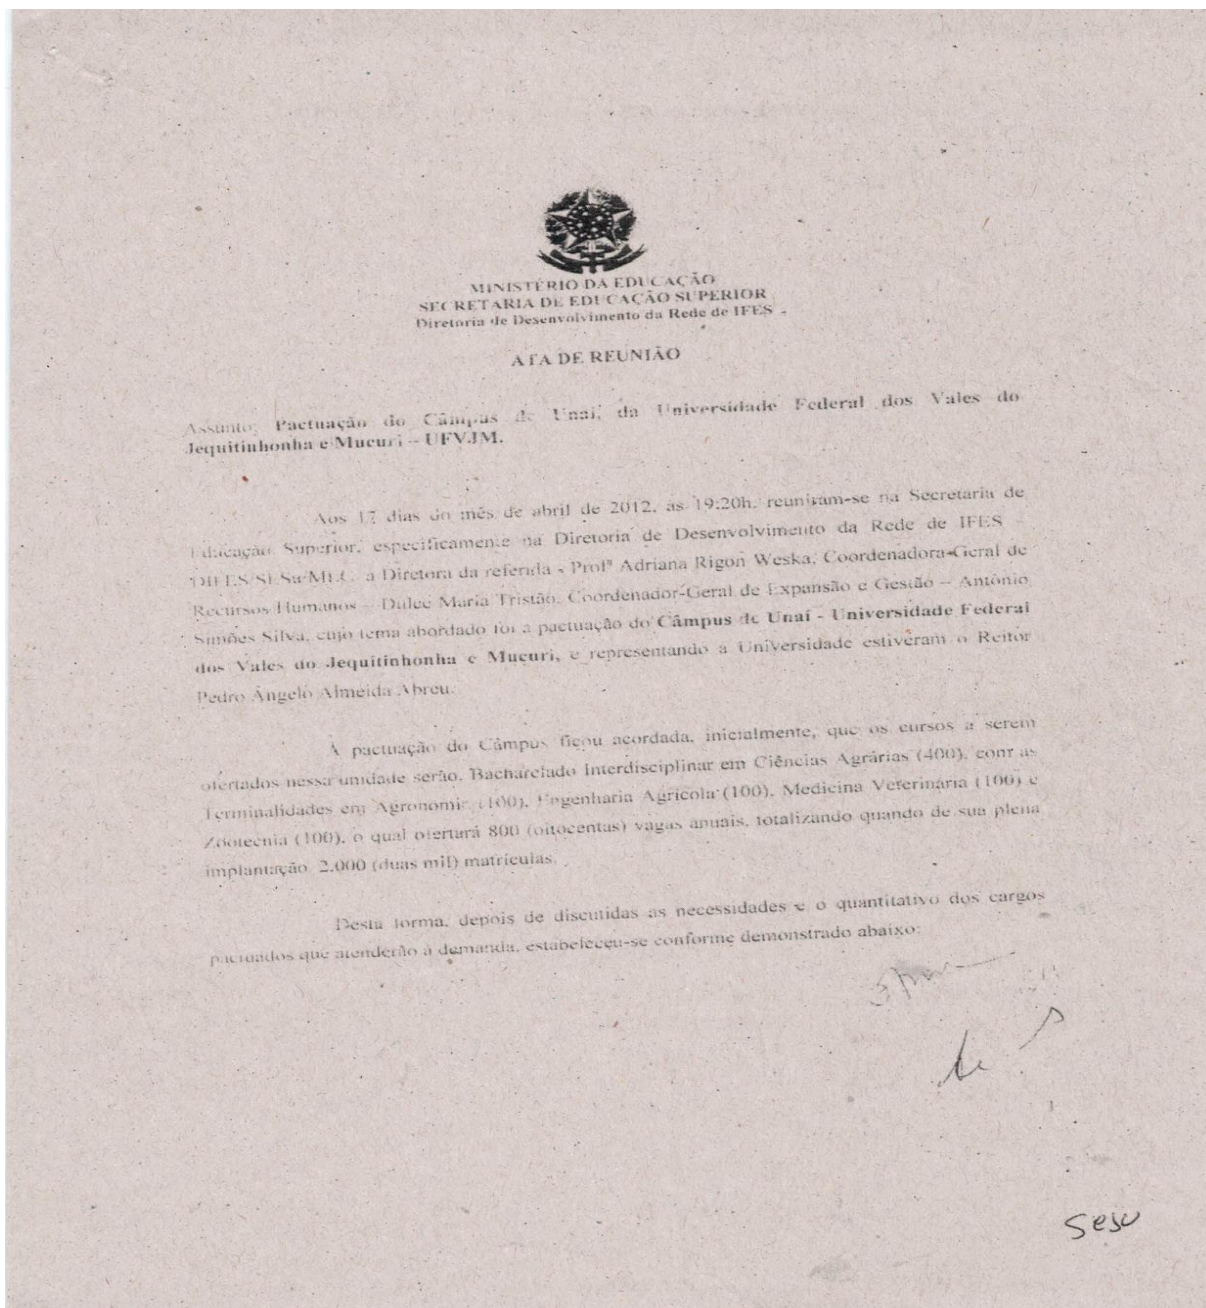 MINISTÉRIO DA EDUCAÇÃO
SECRETARIA DE EDUCAÇÃO SUPERIOR
Diretoria de Desenvolvimento da Rede de IFES
ATA DE REUNIÃO
Assunto: Pactuação do Câmpus de Unaí, da Universidade Federal dos Vales do
Jequitinhonha e Mucuri – UFVJM.
Aos 17 dias do mês de abril de 2012, às 19:20h, reuniram-se na Secretaria de
Educação Superior, especificamente na Diretoria de Desenvolvimento da Rede de IFES –
DIFES/SESu/MEC, a Diretora da referida - Profª Adriana Rigon Weska, Coordenadora-Geral de
Recursos Humanos – Dulce Maria Tristão, Coordenador-Geral de Expansão e Gestão – Antônio
Simões Silva, cujo tema abordado foi a pactuação do Câmpus de Unaí - Universidade Federal
dos Vales do Jequitinhonha e Mucuri, e representando a Universidade estiveram o Reitor
Pedro Ângelo Almeida Abreu.
A pactuação do Câmpus ficou acordada, inicialmente, que os cursos a serem
ofertados nessa unidade serão: Bacharelado Interdisciplinar em Ciências Agrárias (400), com as
Terminalidades em Agronomia (100), Engenharia Agrícola (100), Medicina Veterinária (100) e
Zootecnia (100), o qual ofertará 800 (oitocentas) vagas anuais, totalizando quando de sua plena
implantação 2.000 (duas mil) matrículas.
Desta forma, depois de discutidas as necessidades e o quantitativo dos cargos
pactuados que atenderão à demanda, estabeleceu-se conforme demonstrado abaixo:
Sesu